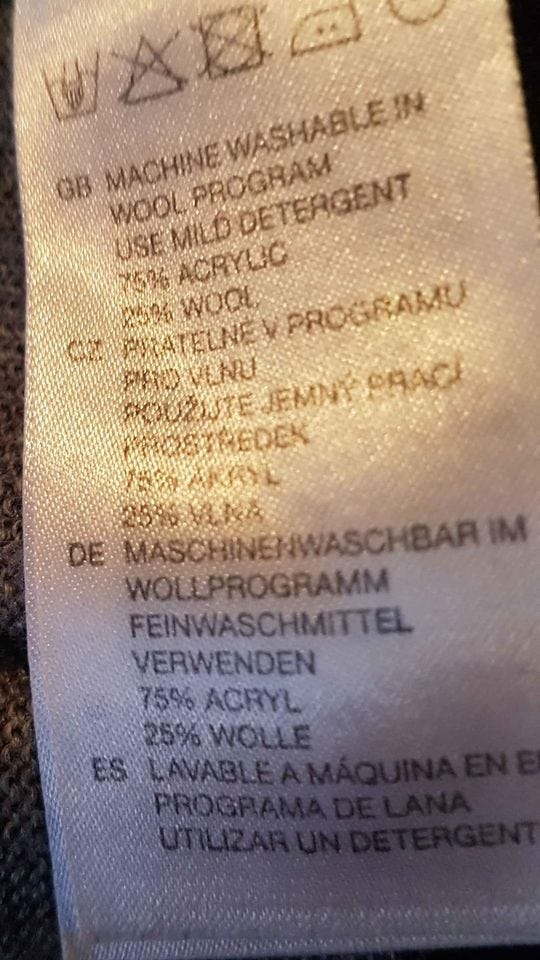 GB MACHINE WASHABLE IN
WOOL PROGRAM
USE MILD DETERGENT
75% ACRYLIC
25% WOOL
CZ PRATELNE V PROGRAMU
PRO VLNU
POUŽIJTE JEMNÝ PRACÍ
PROSTŘEDEK
75% AKRYL
25% VLNA
DE MASCHINENWASCHBAR IM
WOLLPROGRAMM
FEINWASCHMITTEL
VERWENDEN
75% ACRYL
25% WOLLE
ES LAVABLE A MÁQUINA EN E
PROGRAMA DE LANA
UTILIZAR UN DETERGENT